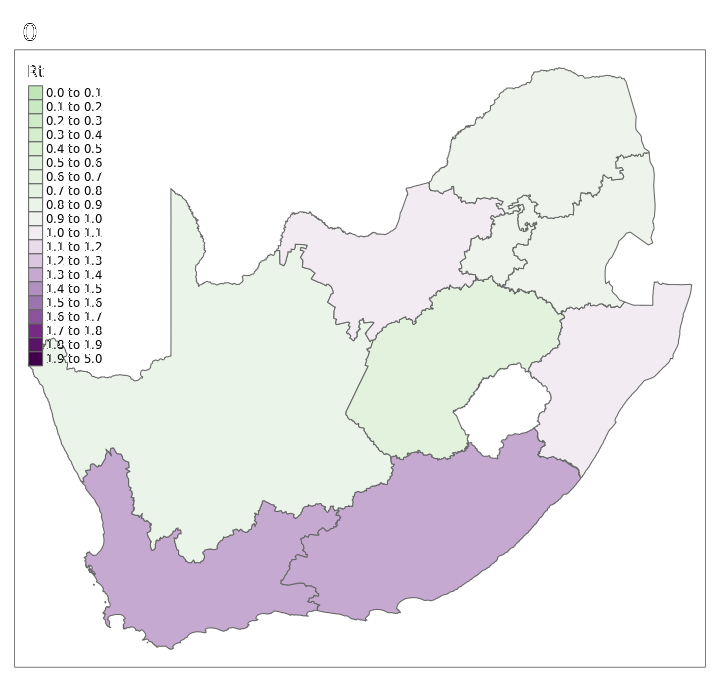 0
Rt
0.0 to 0.1
0.1 to 0.2
0.2 to 0.3
0.3 to 0.4
0.4 to 0.5
0.5 to 0.6
0.6 to 0.7
0.7 to 0.8
0.8 to 0.9
0.9 to 1.0
1.0 to 1.1
1.1 to 1.2
1.2 to 1.3
1.3 to 1.4
1.4 to 1.5
1.5 to 1.6
1.6 to 1.7
1.7 to 1.8
1.8 to 1.9
1.9 to 5.0